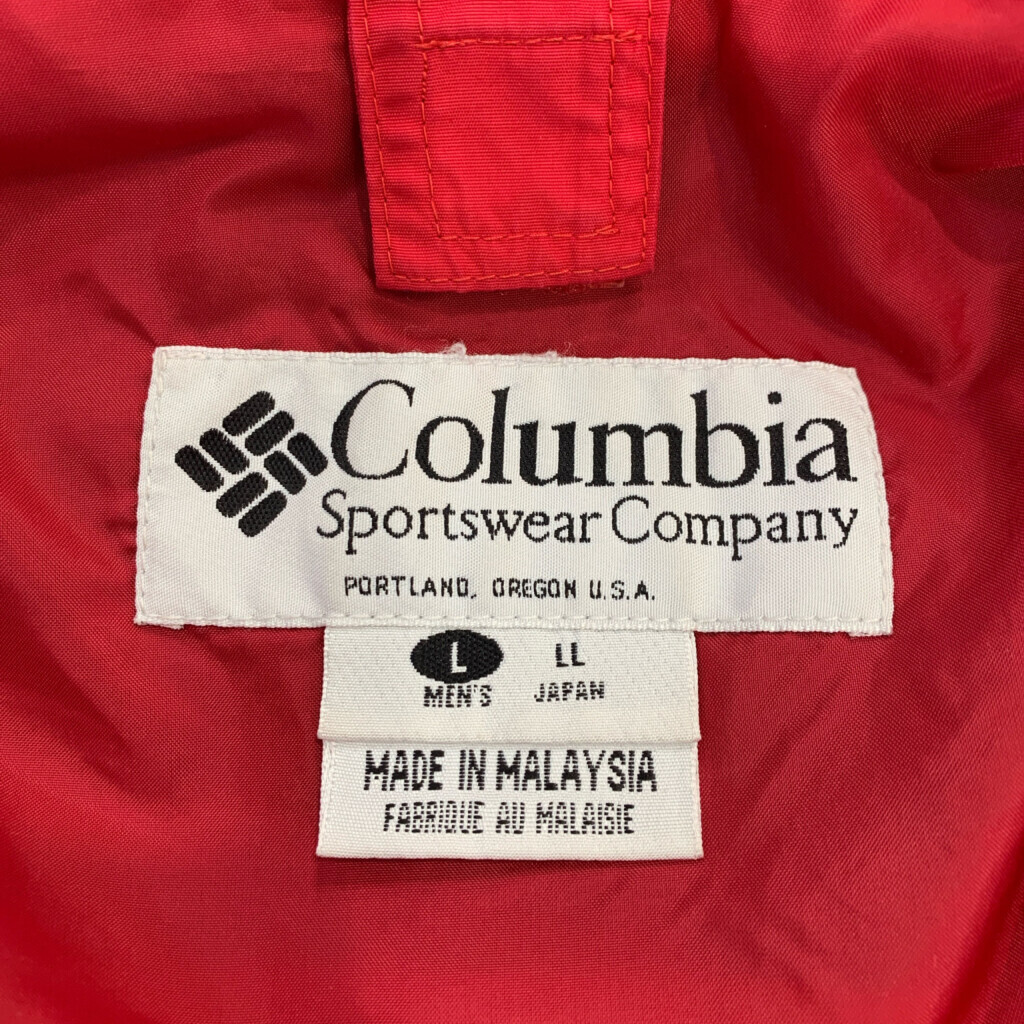 Columbia
Sportswear Company
PORTLAND, OREGON U.S.A.
L LL
MEN'S JAPAN
MADE IN MALAYSIA
FABRIQUE AU MALAISIE